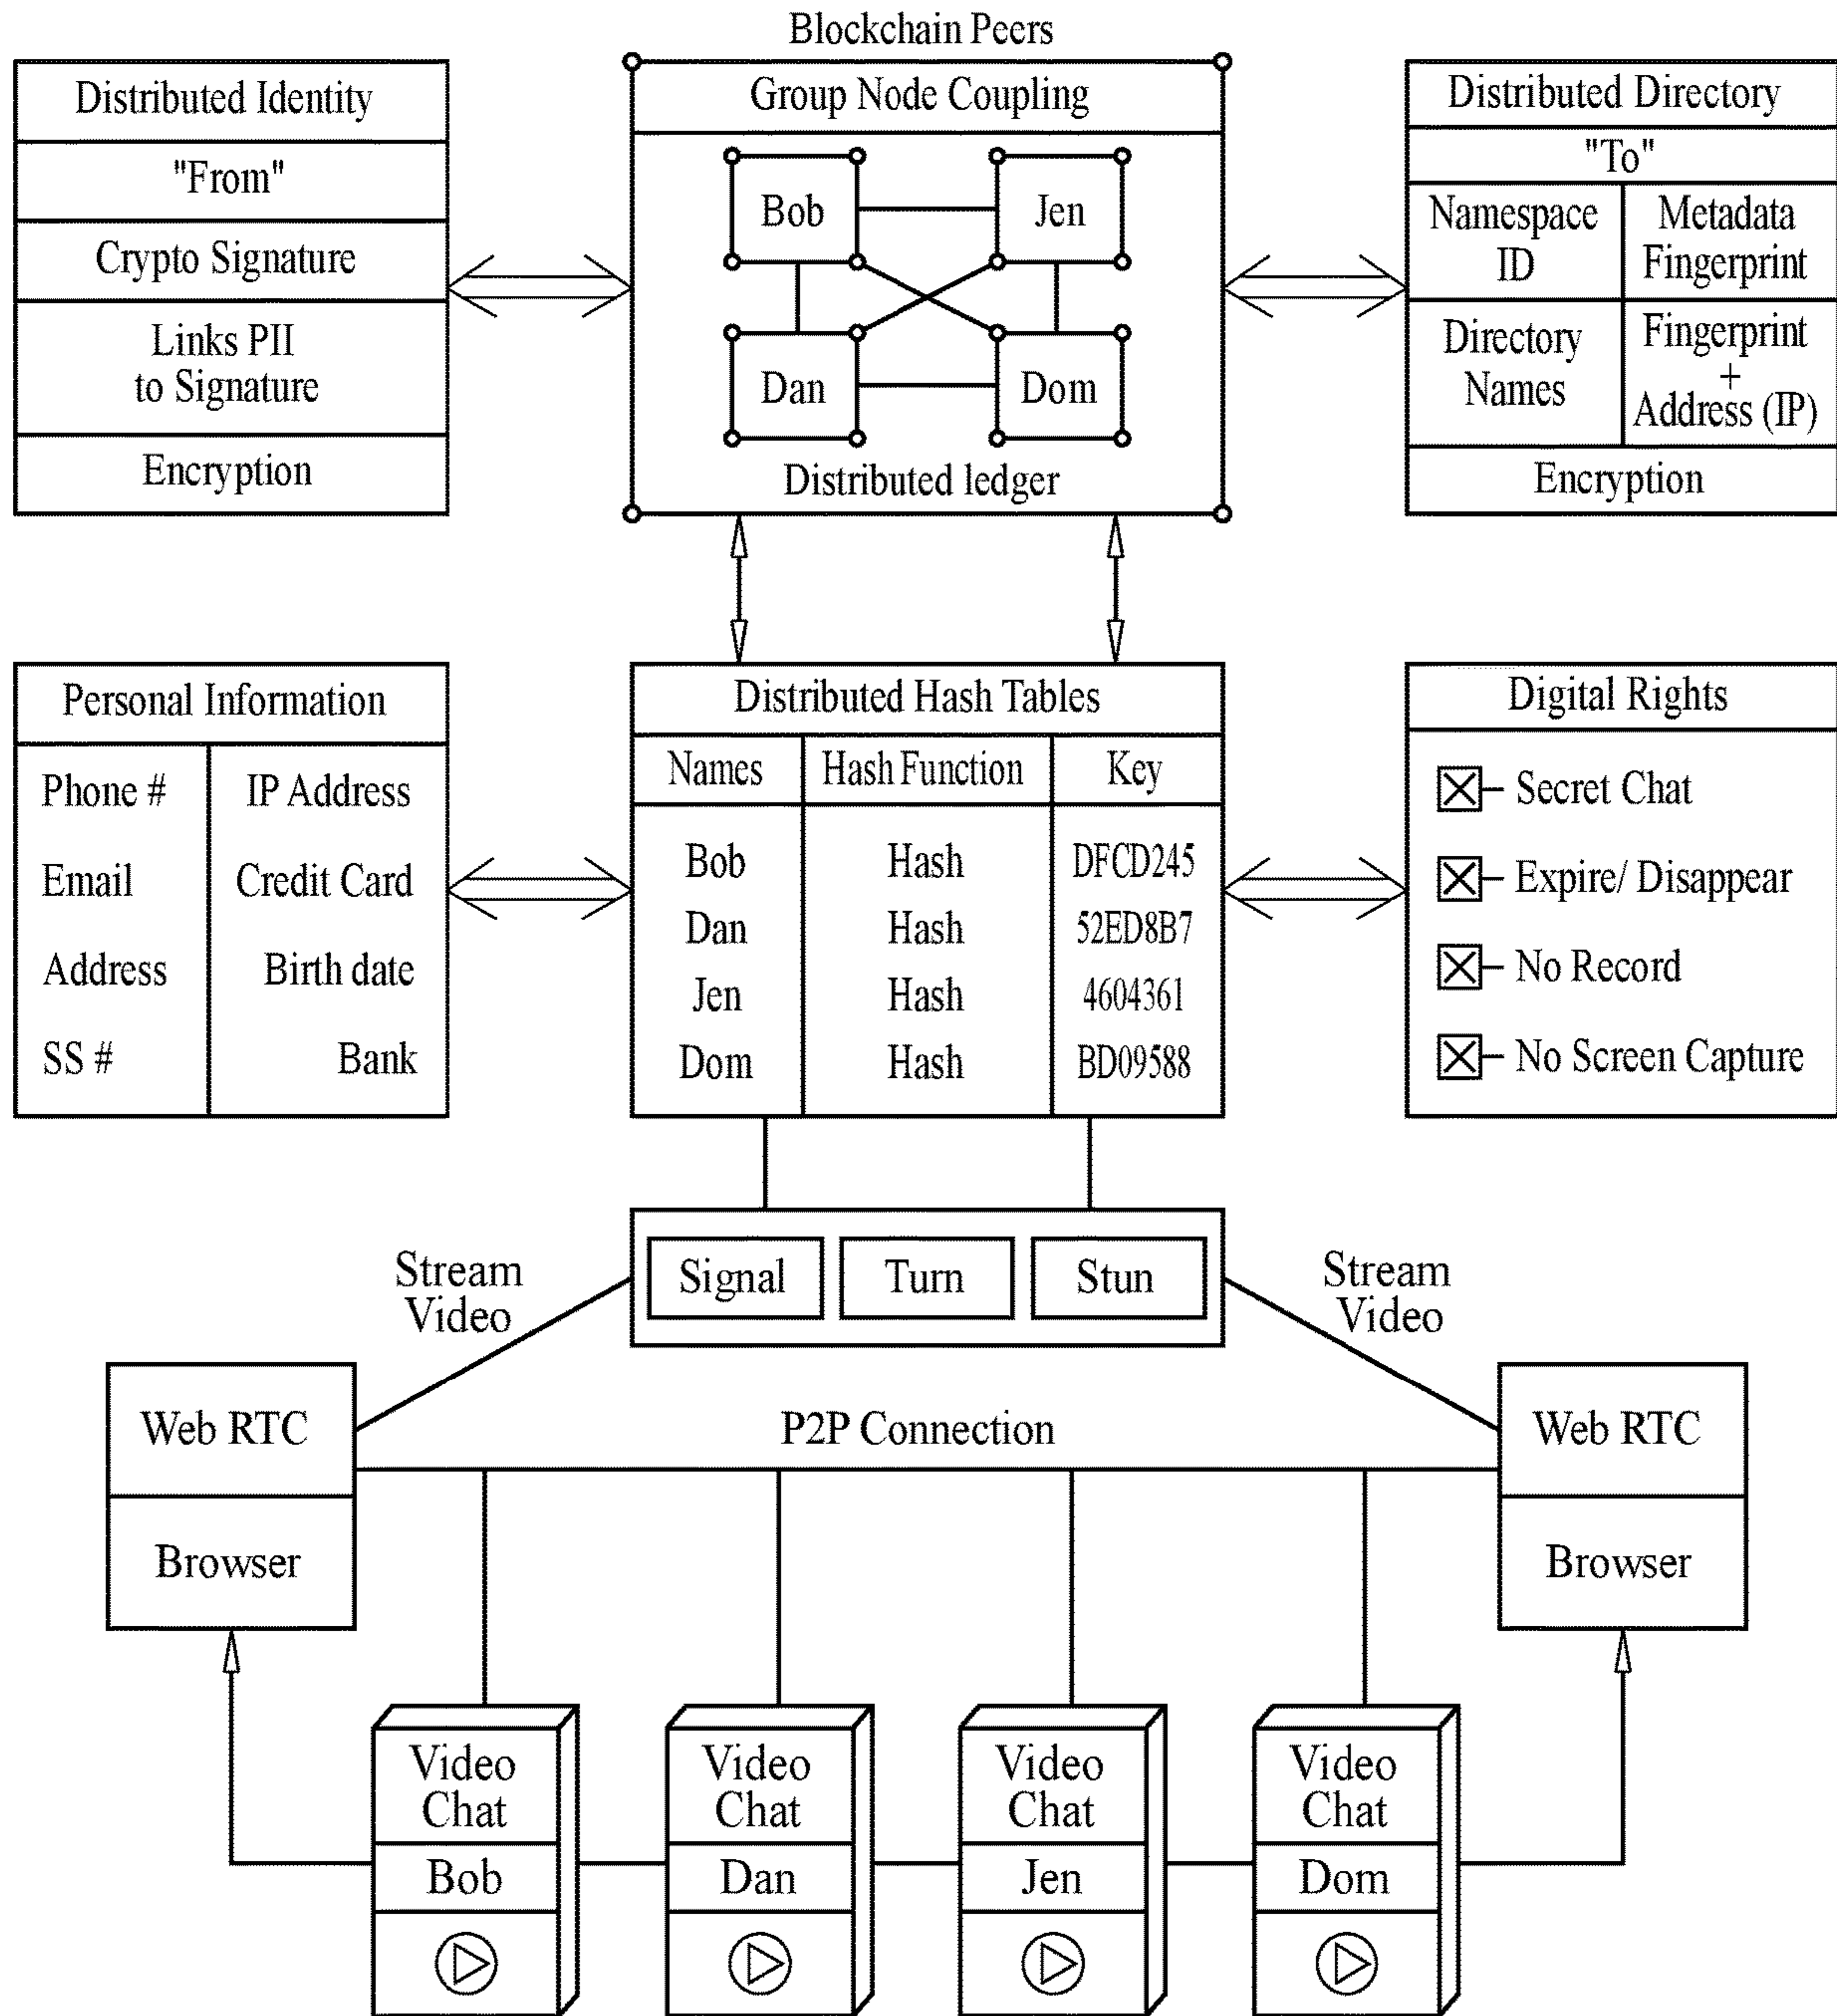 Blockchain Peers
Distributed Identity
"From"
Crypto Signature
Links PII
to Signature
Encryption
Group Node Coupling
Bob
Jen
Dan
Dom
Distributed ledger
Distributed Directory
"To"
Namespace
ID
Metadata
Fingerprint
Directory
Names
Fingerprint
+
Address (IP)
Encryption
Personal Information
Phone #
IP Address
Email
Credit Card
Address
Birth date
SS #
Bank
Distributed Hash Tables
Names Hash Function Key
Bob Hash DFCD245
Dan Hash 52ED8B7
Jen Hash 4604361
Dom Hash BD09588
Digital Rights
Secret Chat
Expire/ Disappear
No Record
No Screen Capture
Signal
Turn
Stun
Stream
Video
Stream
Video
Web RTC
Browser
P2P Connection
Web RTC
Browser
Video
Chat
Bob
Video
Chat
Dan
Video
Chat
Jen
Video
Chat
Dom